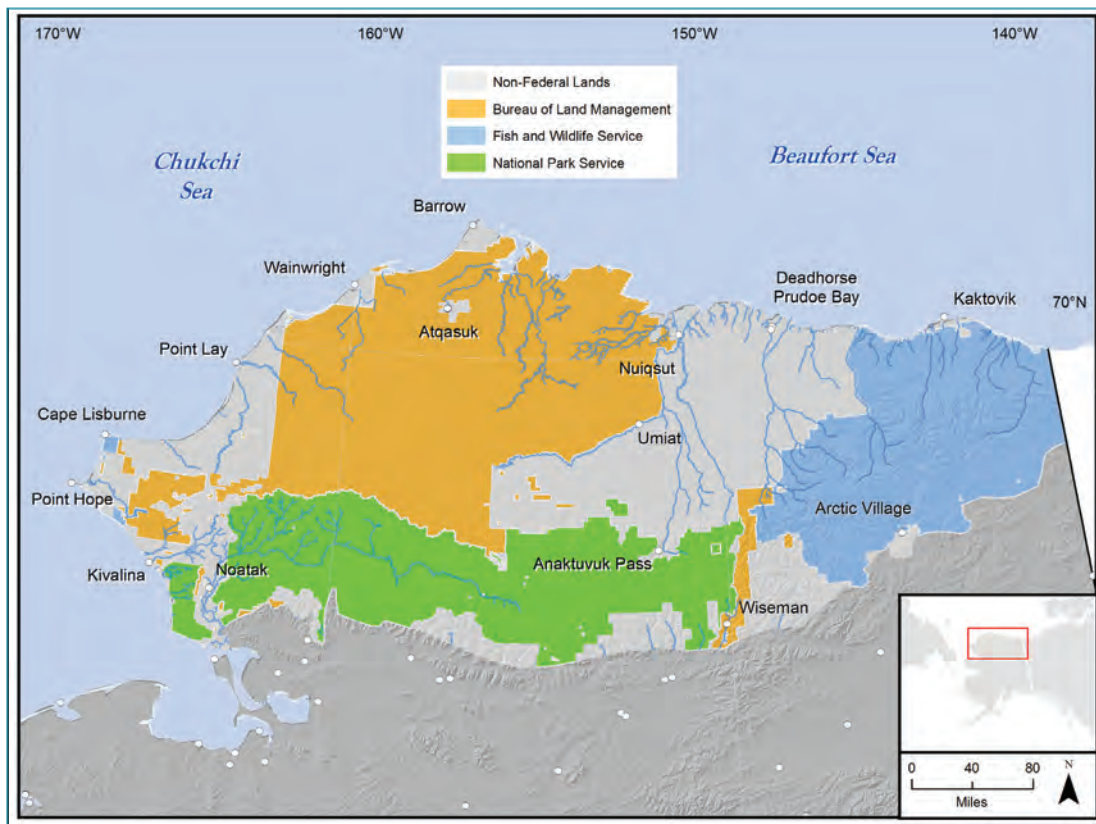 170°W
160°W
150°W
140°W
Non-Federal Lands
Bureau of Land Management
Fish and Wildlife Service
National Park Service
Chukchi
Sea
Beaufort Sea
Barrow
Wainwright
Deadhorse
Prudoe Bay
Kaktovik
70°N
Atqasuk
Point Lay
Nuiqsut
Cape Lisburne
Umiat
Point Hope
Arctic Village
Kivalina
Noatak
Anaktuvuk Pass
Wiseman
0 40 80
Miles
N